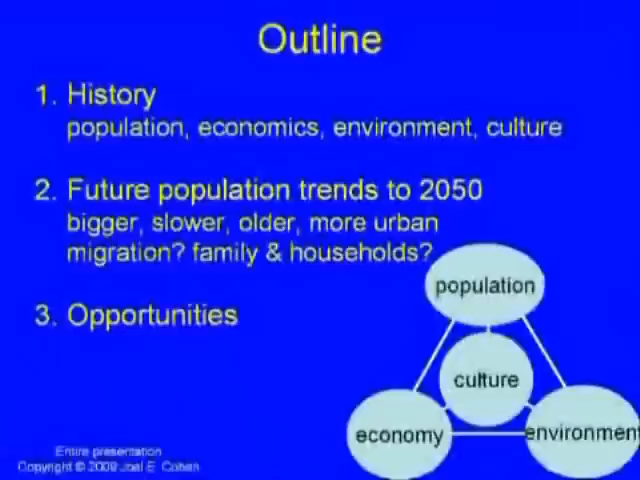 Outline
1. History
population, economics, environment, culture
2. Future population trends to 2050
bigger, slower, older, more urban
migration? family & households?
3. Opportunities
population
culture
economy
environment
Entire presentation
Copyright © 2009 Joel E. Cohen